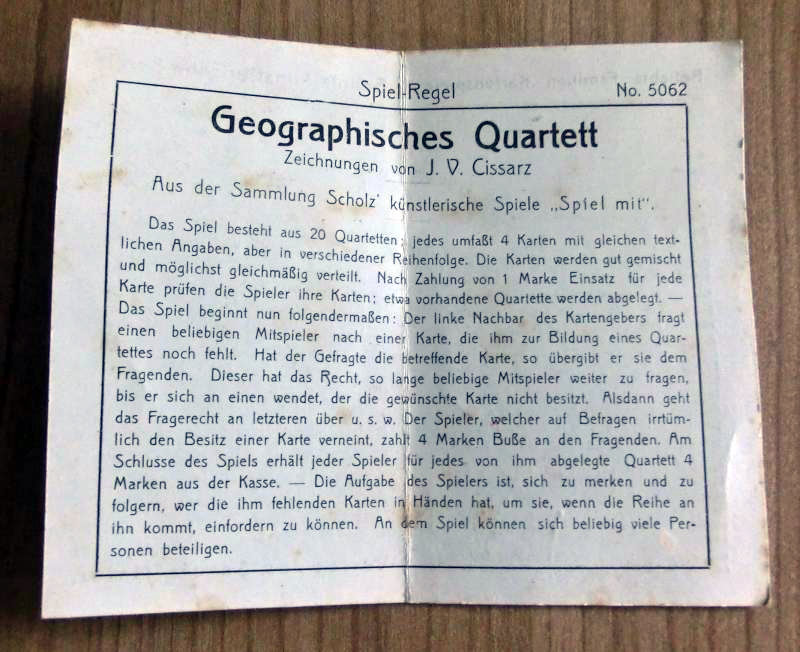 Spiel-Regel No. 5062
Geographisches Quartett
Zeichnungen von J. V. Cissarz
Aus der Sammlung Scholz' künstlerische Spiele „Spiel mit“.
Das Spiel besteht aus 20 Quartetten; jedes umfaßt 4 Karten mit gleichen text-
lichen Angaben, aber in verschiedener Reihenfolge. Die Karten werden gut gemischt
und möglichst gleichmäßig verteilt. Nach Zahlung von 1 Marke Einsatz für jede
Karte prüfen die Spieler ihre Karten; etwa vorhandene Quartette werden abgelegt. —
Das Spiel beginnt nun folgendermaßen: Der linke Nachbar des Kartengebers fragt
einen beliebigen Mitspieler nach einer Karte, die ihm zur Bildung eines Quar-
tettes noch fehlt. Hat der Gefragte die betreffende Karte, so übergibt er sie dem
Fragenden. Dieser hat das Recht, so lange beliebige Mitspieler weiter zu fragen,
bis er sich an einen wendet, der die gewünschte Karte nicht besitzt. Alsdann geht
das Fragerecht an letzteren über u. s. w. Der Spieler, welcher auf Befragen irrtüm-
lich den Besitz einer Karte verneint, zahlt 4 Marken Buße an den Fragenden. Am
Schlusse des Spiels erhält jeder Spieler für jedes von ihm abgelegte Quartett 4
Marken aus der Kasse. — Die Aufgabe des Spielers ist, sich zu merken und zu
folgern, wer die ihm fehlenden Karten in Händen hat, um sie, wenn die Reihe an
ihn kommt, einfordern zu können. An dem Spiel können sich beliebig viele Per-
sonen beteiligen.